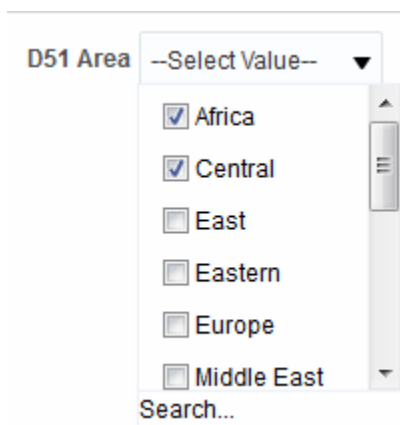 D51 Area --Select Value--
Africa
Central
East
Eastern
Europe
Middle East
Search...